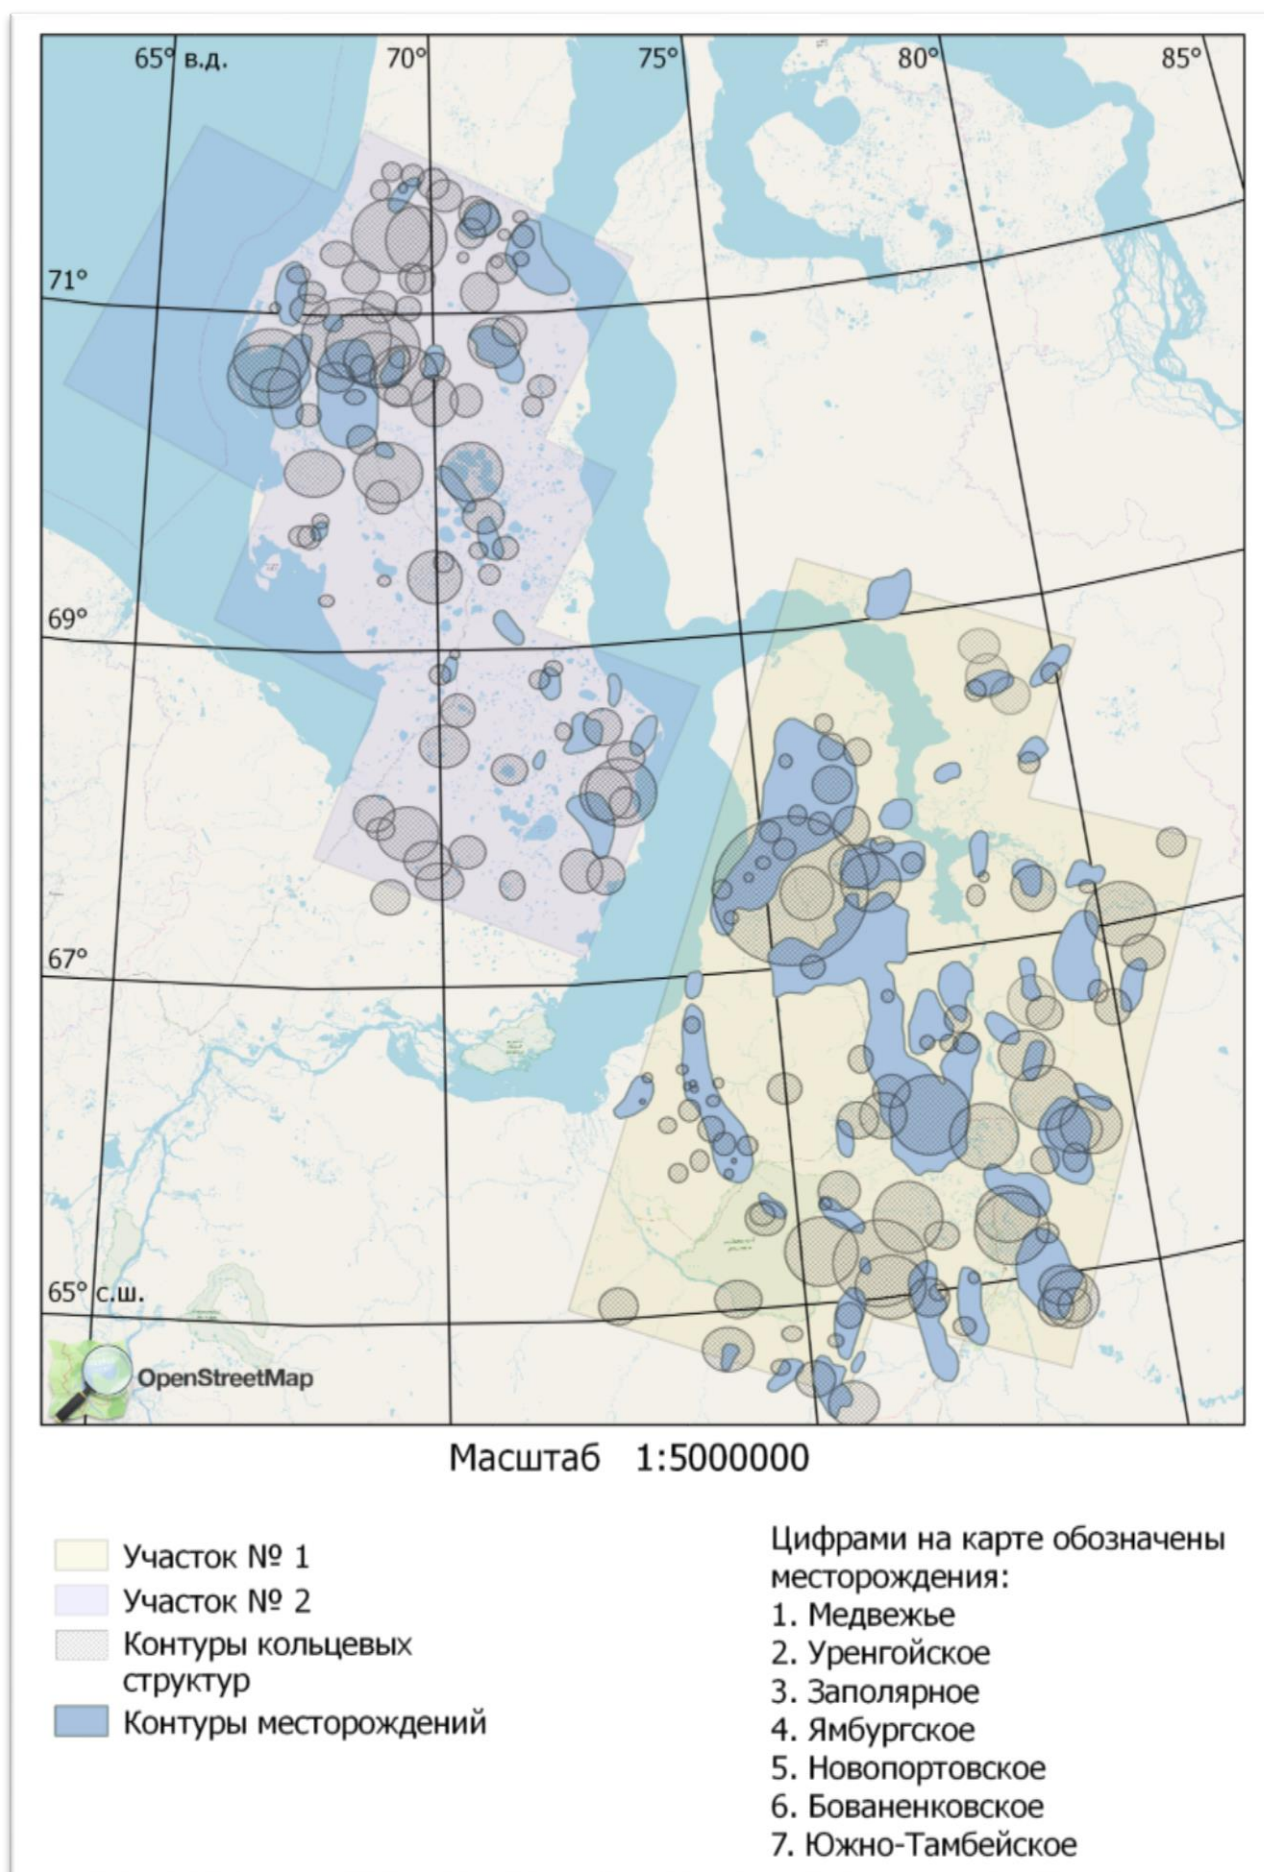 65° в.д.
70°
75°
80°
85°
71°
69°
67°
65° с.ш.
OpenStreetMap
Масштаб 1:5000000
Участок № 1
Участок № 2
Контуры кольцевых
структур
Контуры месторождений
Цифрами на карте обозначены
месторождения:
1. Медвежье
2. Уренгойское
3. Заполярное
4. Ямбургское
5. Новопортовское
6. Бованенковское
7. Южно-Тамбейское